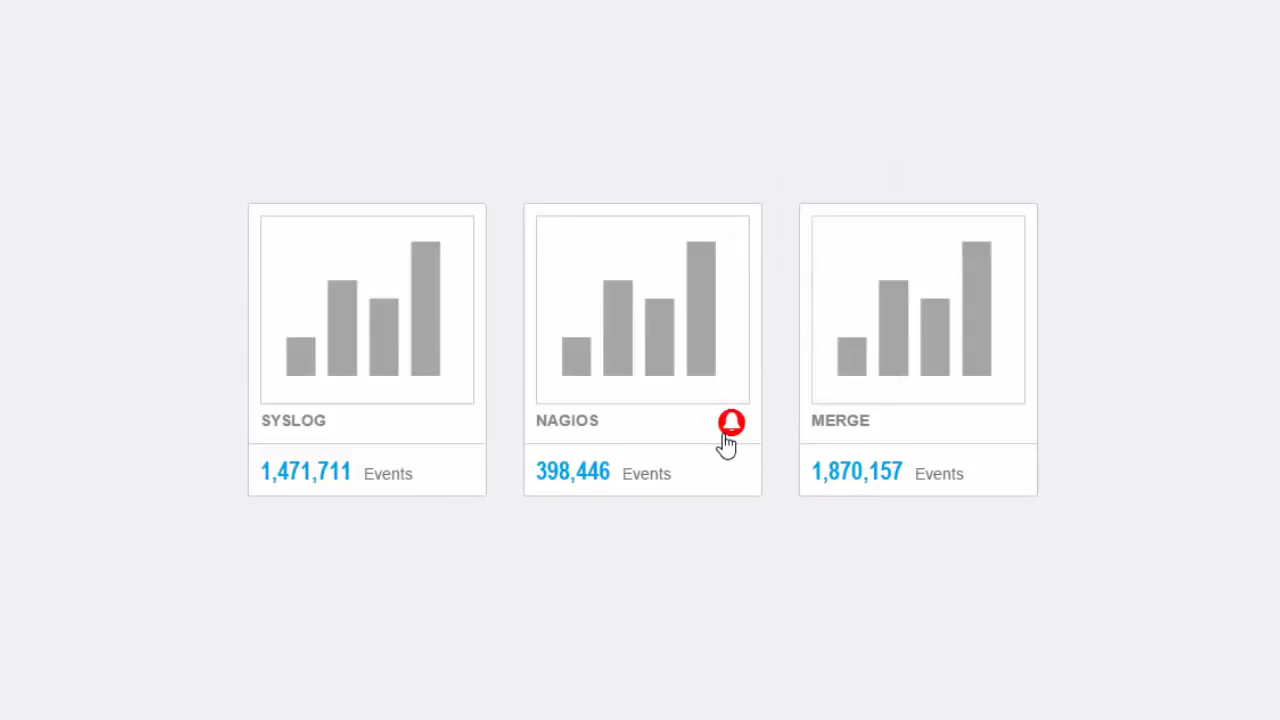 SYSLOG
1,471,711 Events
NAGIOS
398,446 Events
MERGE
1,870,157 Events